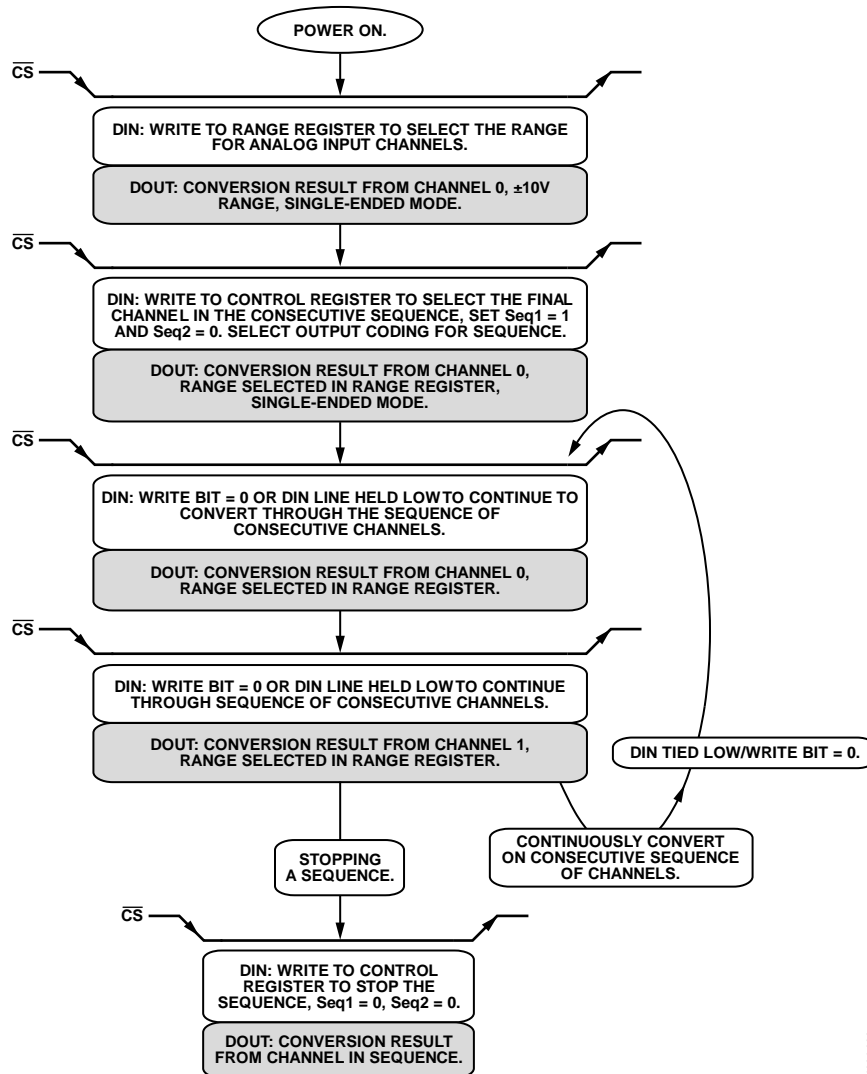 POWER ON.
CS
DIN: WRITE TO RANGE REGISTER TO SELECT THE RANGE
FOR ANALOG INPUT CHANNELS.
DOUT: CONVERSION RESULT FROM CHANNEL 0, ±10V
RANGE, SINGLE-ENDED MODE.
CS
DIN: WRITE TO CONTROL REGISTER TO SELECT THE FINAL
CHANNEL IN THE CONSECUTIVE SEQUENCE, SET Seq1 = 1
AND Seq2 = 0. SELECT OUTPUT CODING FOR SEQUENCE.
DOUT: CONVERSION RESULT FROM CHANNEL 0,
RANGE SELECTED IN RANGE REGISTER,
SINGLE-ENDED MODE.
CS
DIN: WRITE BIT = 0 OR DIN LINE HELD LOW TO CONTINUE TO
CONVERT THROUGH THE SEQUENCE OF
CONSECUTIVE CHANNELS.
DOUT: CONVERSION RESULT FROM CHANNEL 0,
RANGE SELECTED IN RANGE REGISTER.
CS
DIN: WRITE BIT = 0 OR DIN LINE HELD LOW TO CONTINUE
THROUGH SEQUENCE OF CONSECUTIVE CHANNELS.
DOUT: CONVERSION RESULT FROM CHANNEL 1,
RANGE SELECTED IN RANGE REGISTER.
DIN TIED LOW/WRITE BIT = 0.
STOPPING
A SEQUENCE.
CONTINUOUSLY CONVERT
ON CONSECUTIVE SEQUENCE
OF CHANNELS.
CS
DIN: WRITE TO CONTROL
REGISTER TO STOP THE
SEQUENCE, Seq1 = 0, Seq2 = 0.
DOUT: CONVERSION RESULT
FROM CHANNEL IN SEQUENCE.